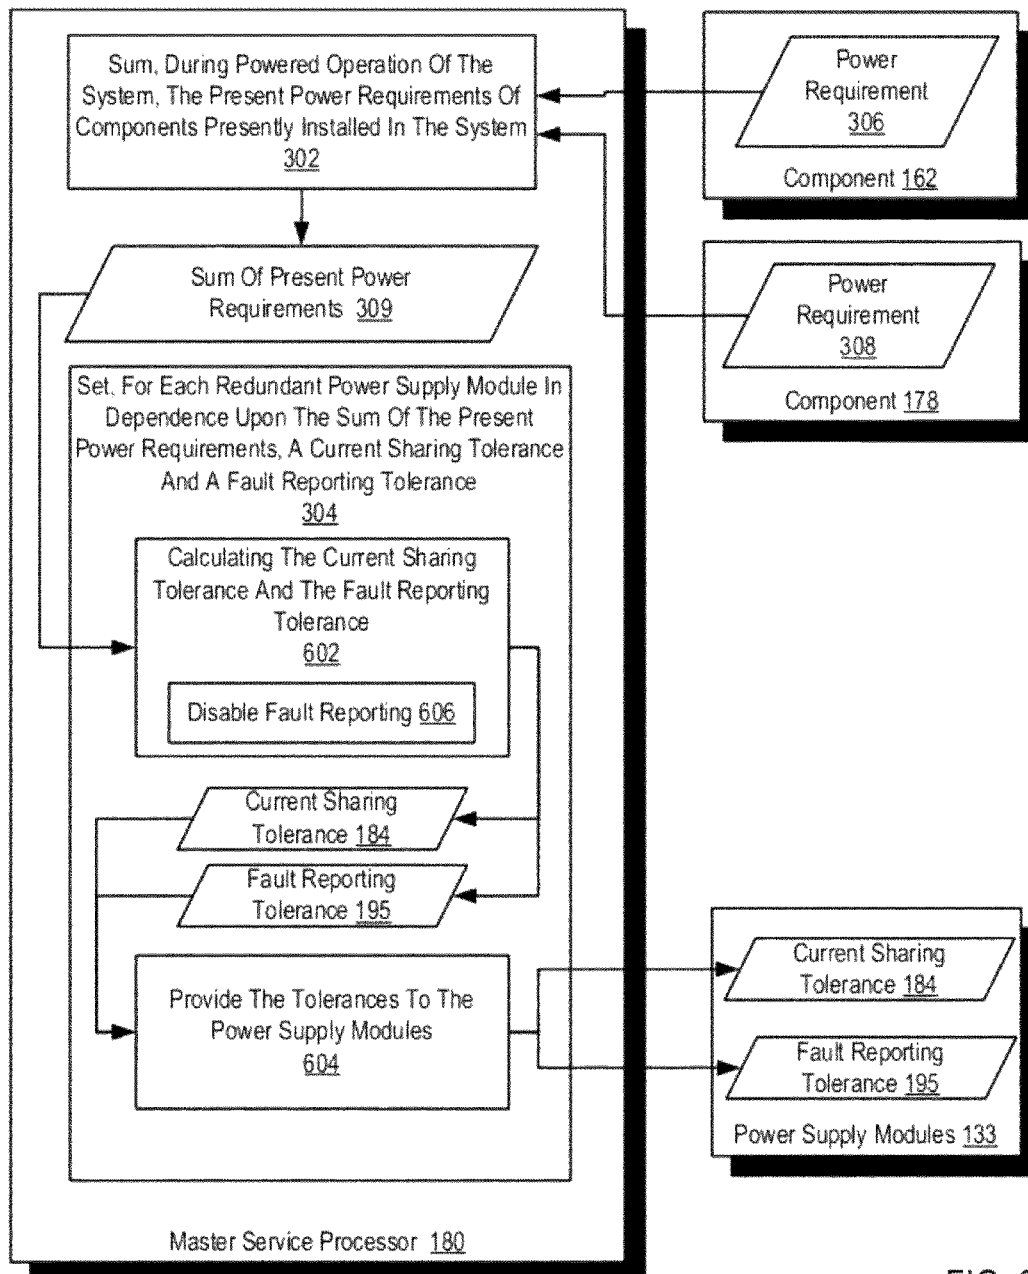 Sum, During Powered Operation Of The
System, The Present Power Requirements Of
Components Presently Installed In The System
302
Power
Requirement
306
Component 162
Sum Of Present Power
Requirements 309
Power
Requirement
308
Component 178
Set, For Each Redundant Power Supply Module In
Dependence Upon The Sum Of The Present
Power Requirements, A Current Sharing Tolerance
And A Fault Reporting Tolerance
304
Calculating The Current Sharing
Tolerance And The Fault Reporting
Tolerance
602
Disable Fault Reporting 606
Current Sharing
Tolerance 184
Fault Reporting
Tolerance 195
Provide The Tolerances To The
Power Supply Modules
604
Current Sharing
Tolerance 184
Fault Reporting
Tolerance 195
Power Supply Modules 133
Master Service Processor 180